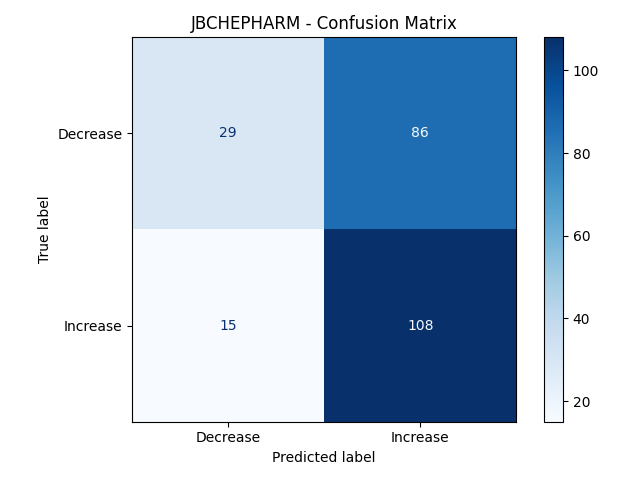 JBCHEPHARM - Confusion Matrix
True label
Decrease
29
86
Increase
15
108
Decrease
Increase
Predicted label
100
80
60
40
20